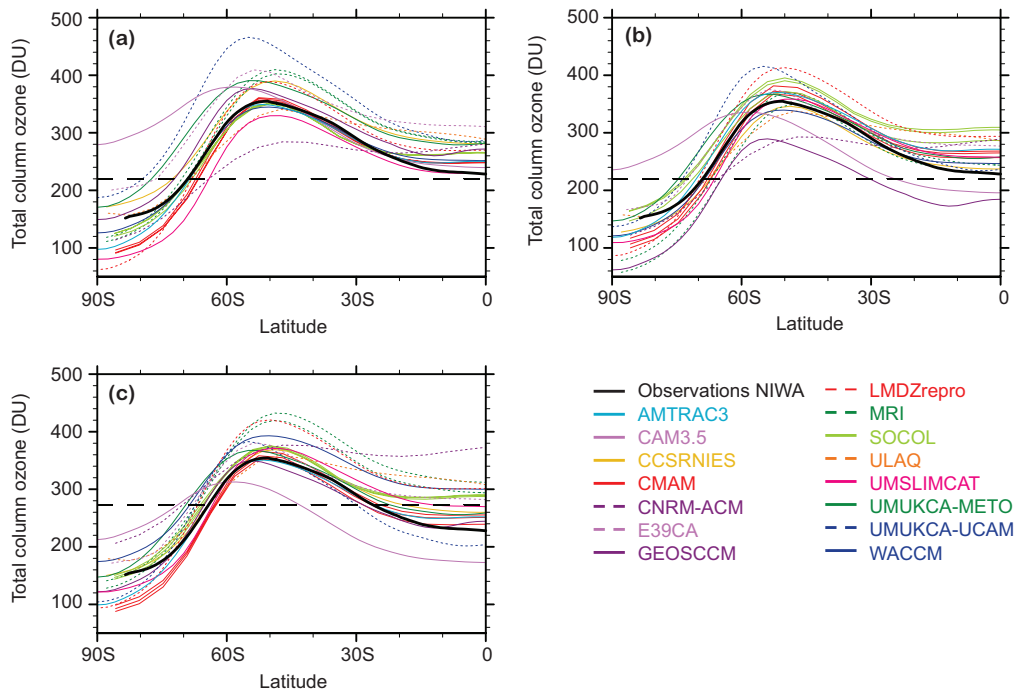 500
400
300
200
100
Total column ozone (DU)
(a)
90S
60S
30S
0
Latitude
500
400
300
200
100
Total column ozone (DU)
(b)
90S
60S
30S
0
Latitude
500
400
300
200
100
Total column ozone (DU)
(c)
90S
60S
30S
0
Latitude
Observations NIWA
AMTRAC3
CAM3.5
CCSRNIES
CMAM
CNRM-ACM
E39CA
GEOSCCM
LMDZrepro
MRI
SOCOL
ULAQ
UMSLIMCAT
UMUKCA-METO
UMUKCA-UCAM
WACCM